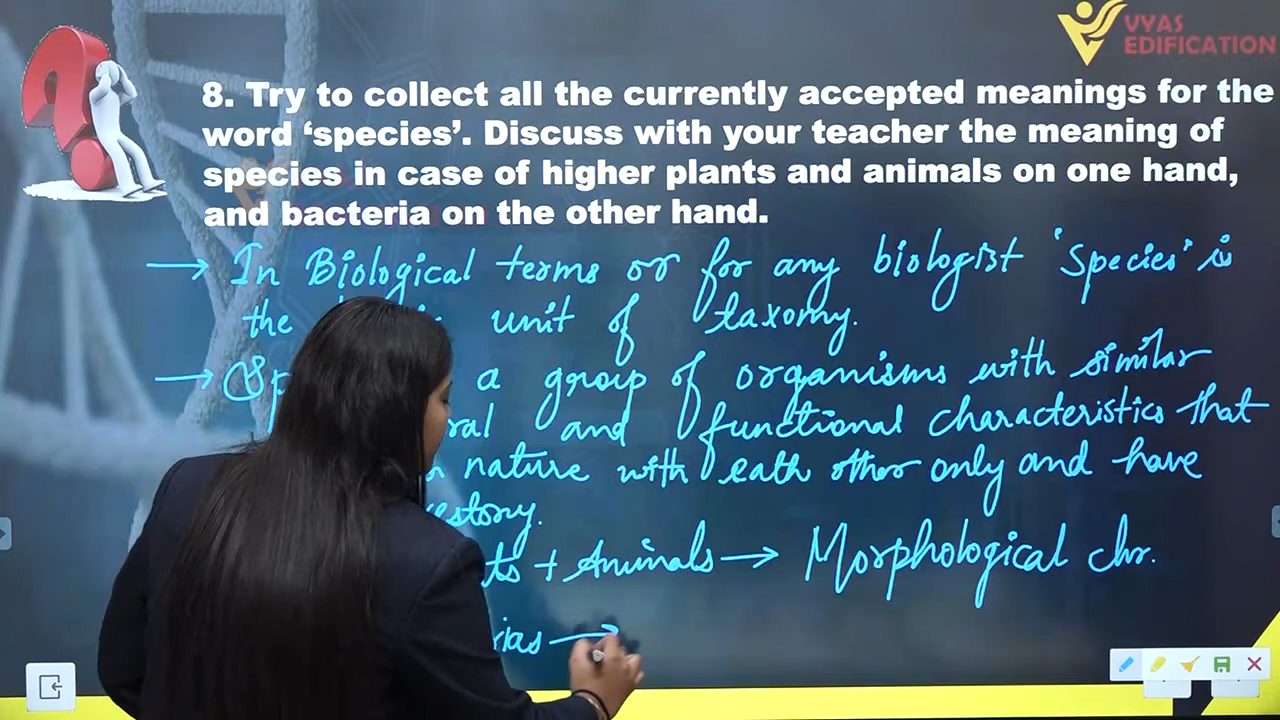 VYAS
EDIFICATION
8. Try to collect all the currently accepted meanings for the
word ‘species’. Discuss with your teacher the meaning of
species in case of higher plants and animals on one hand,
and bacteria on the other hand.
→ In Biological terms or for any biologist 'Species' is
the unit of taxomy.
→ a group of organisms with similar
and functional characteristics that
nature with eath other only and have
+ Animals → Morphological chr.
→